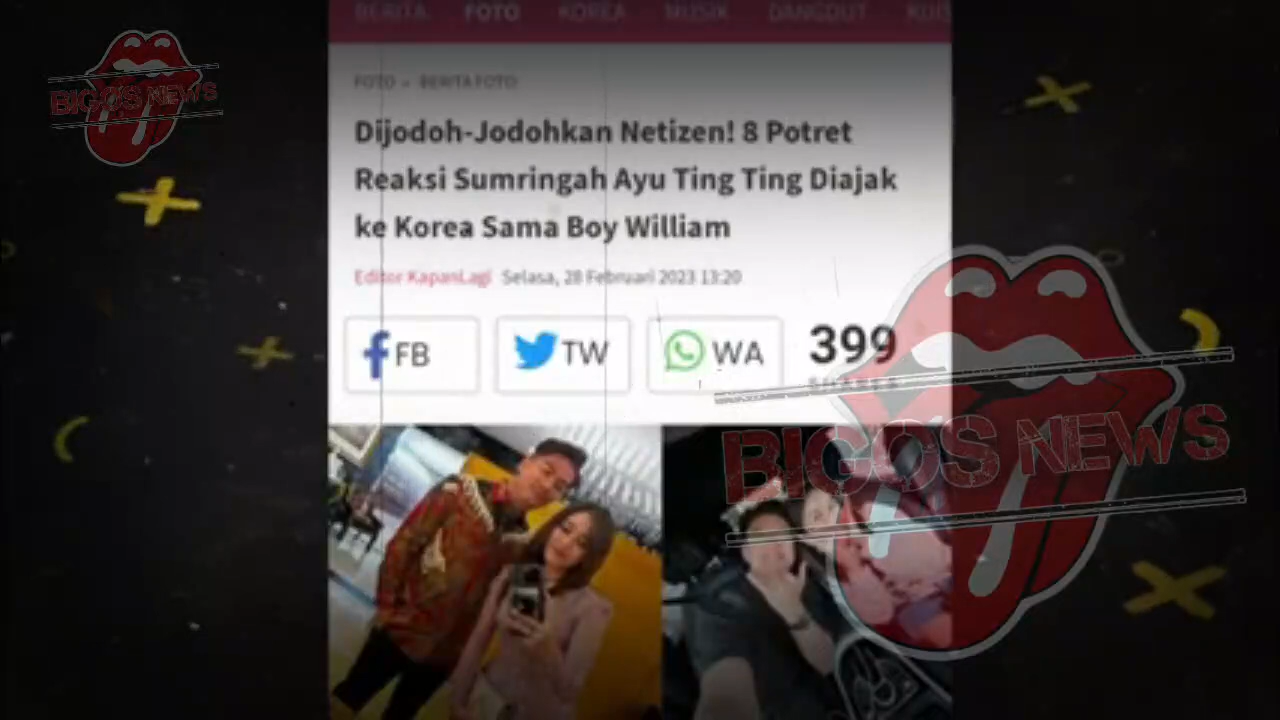 BERITA FOTO KOREA MUSIK DANGDUT KUIS
BIGOS NEWS
FOTO BERITA FOTO
Dijodoh-Jodohkan Netizen! 8 Potret
Reaksi Sumringah Ayu Ting Ting Diajak
ke Korea Sama Boy William
Editor KapanLagi Selasa, 28 Februari 2023 13:20
FB TW WA 399
SHARES
BIGOS NEWS